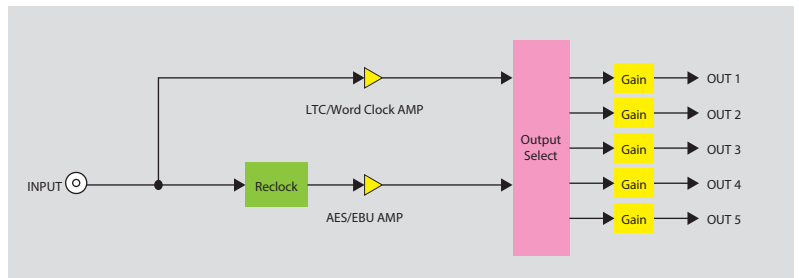 LTC/Word Clock AMP
INPUT
Reclock
AES/EBU AMP
Output
Select
Gain
OUT 1
Gain
OUT 2
Gain
OUT 3
Gain
OUT 4
Gain
OUT 5